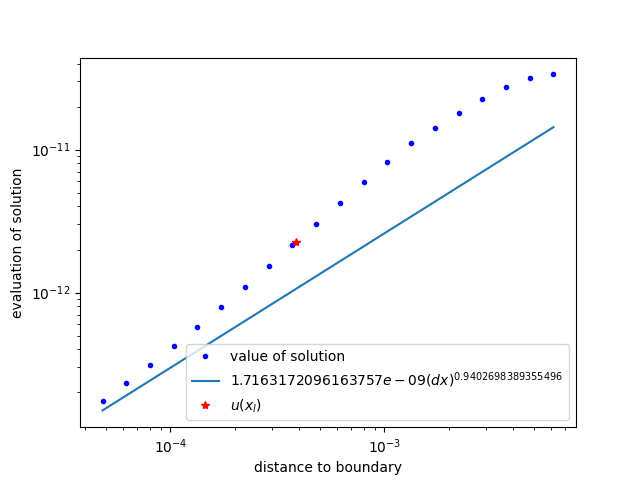 10⁻¹¹
10⁻¹²
evaluation of solution
value of solution
1.7163172096163757e − 09(dx)^0.9402698389355496
u(x_I)
10⁻⁴
10⁻³
distance to boundary